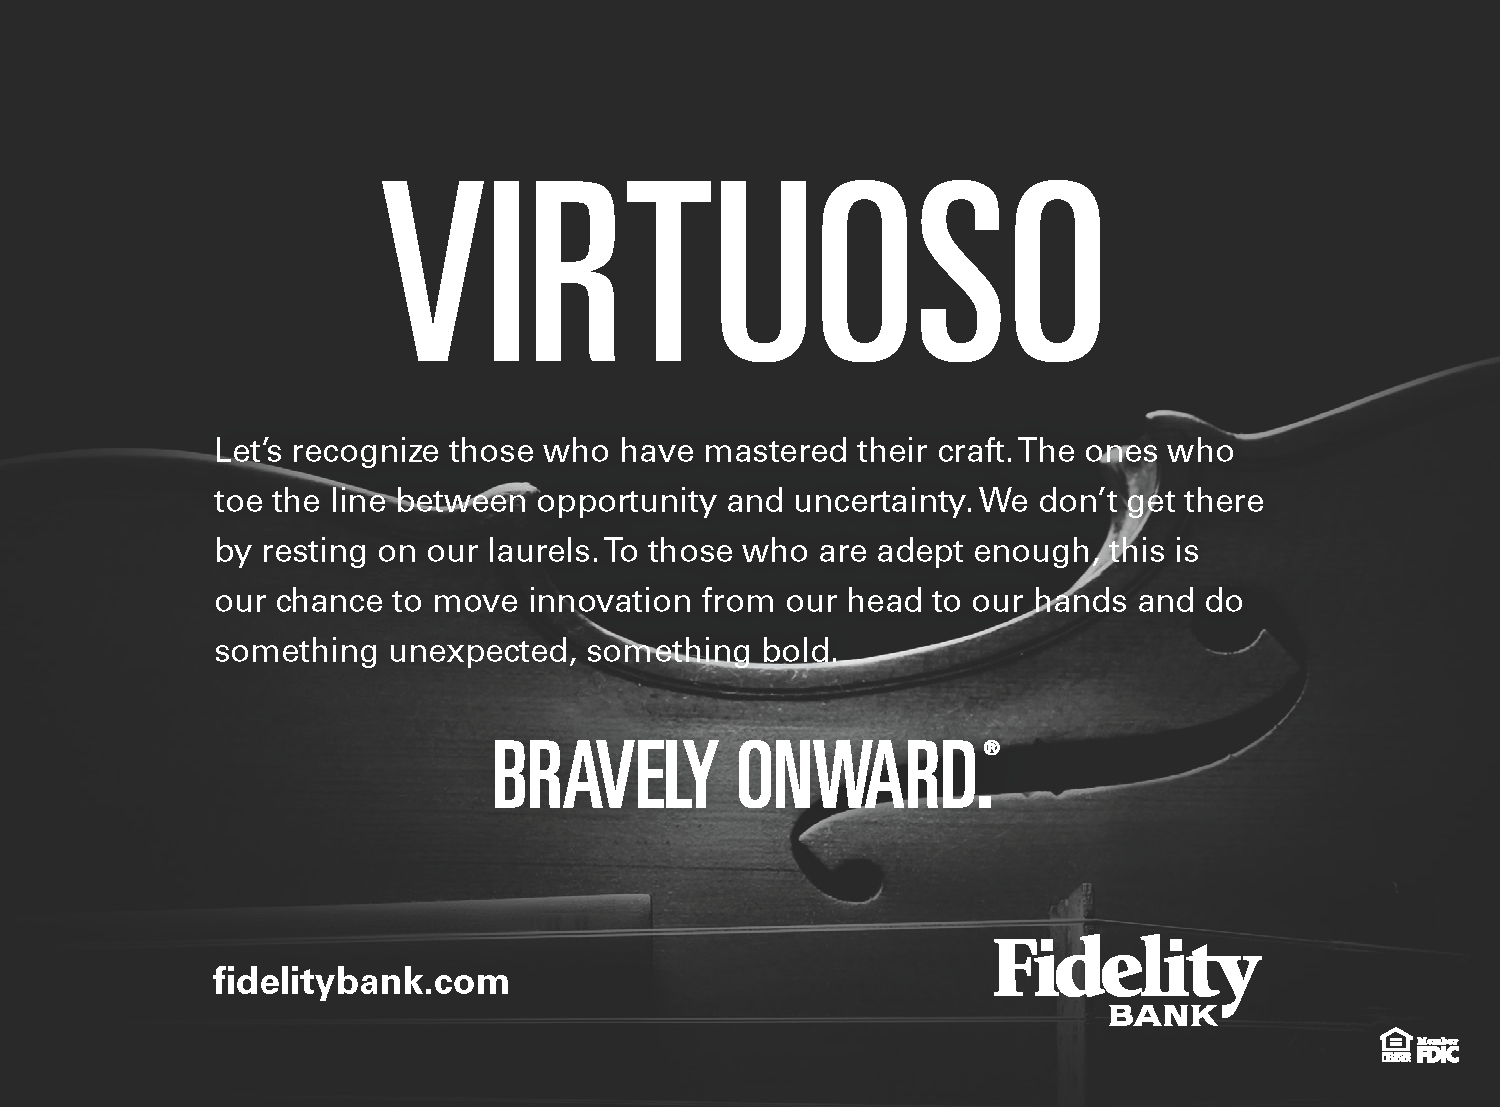 VIRTUOSO
Let’s recognize those who have mastered their craft. The ones who
toe the line between opportunity and uncertainty. We don’t get there
by resting on our laurels. To those who are adept enough, this is
our chance to move innovation from our head to our hands and do
something unexpected, something bold.
BRAVELY ONWARD.®
fidelitybank.com
Fidelity
BANK
Member
FDIC